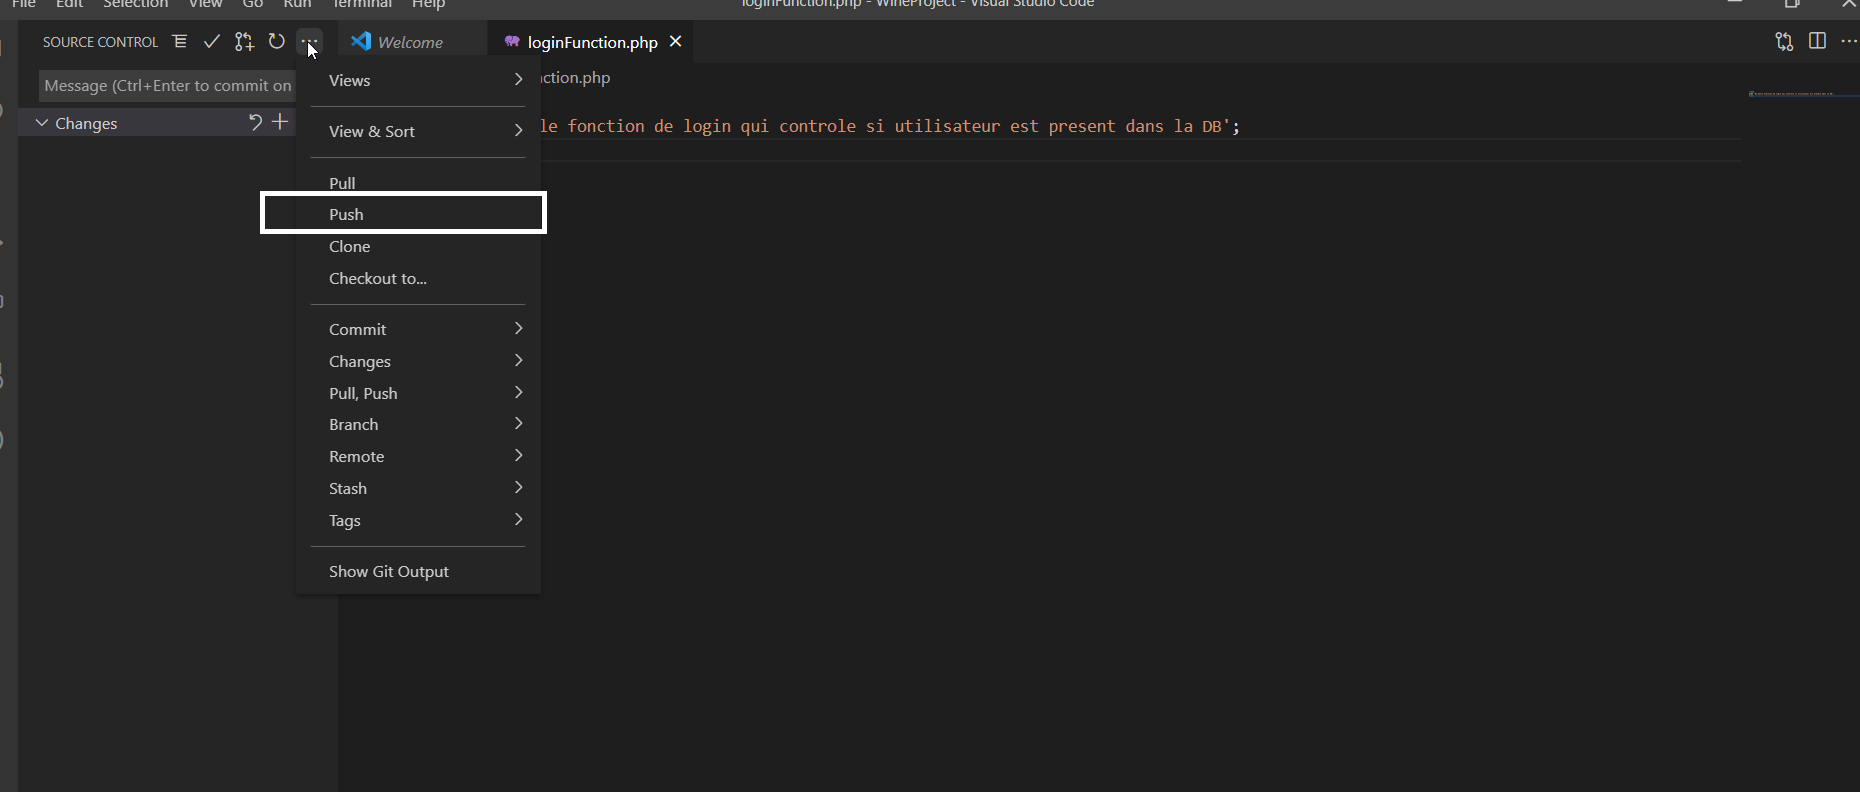 File Edit Selection View Go Run Terminal Help
loginFunction.php - WineProject - Visual Studio Code
SOURCE CONTROL
Welcome
loginFunction.php
Message (Ctrl+Enter to commit on
ction.php
Changes
le fonction de login qui controle si utilisateur est present dans la DB';
Views
View & Sort
Pull
Push
Clone
Checkout to...
Commit
Changes
Pull, Push
Branch
Remote
Stash
Tags
Show Git Output